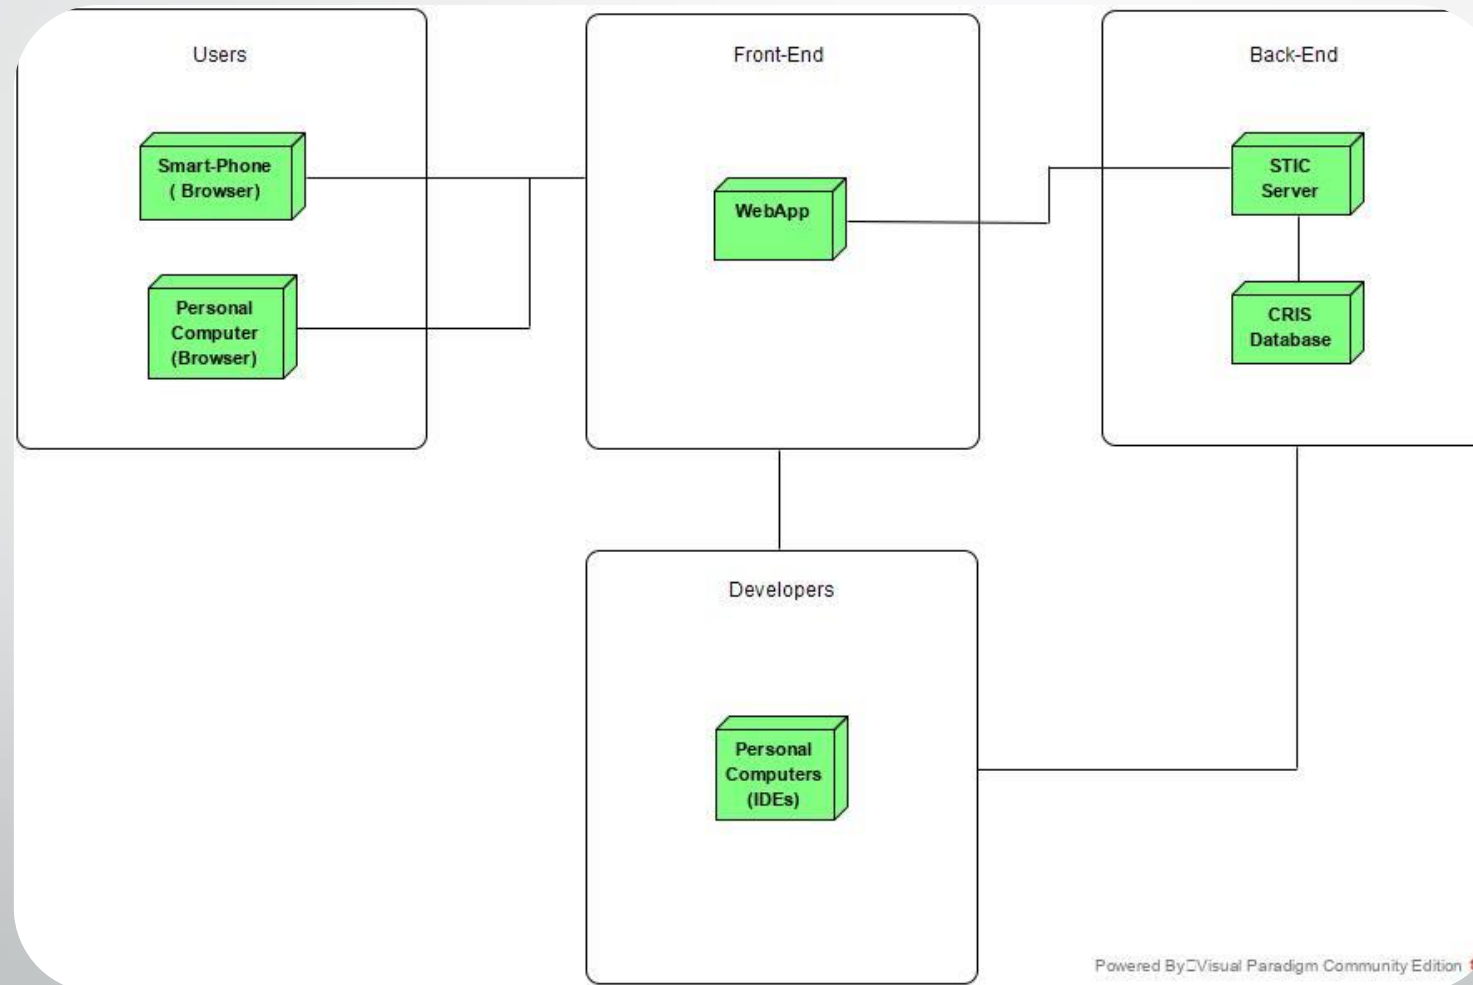 Users
Front-End
Back-End
Smart-Phone
( Browser)
WebApp
STIC
Server
Personal
Computer
(Browser)
CRIS
Database
Developers
Personal
Computers
(IDEs)
Powered By Visual Paradigm Community Edition